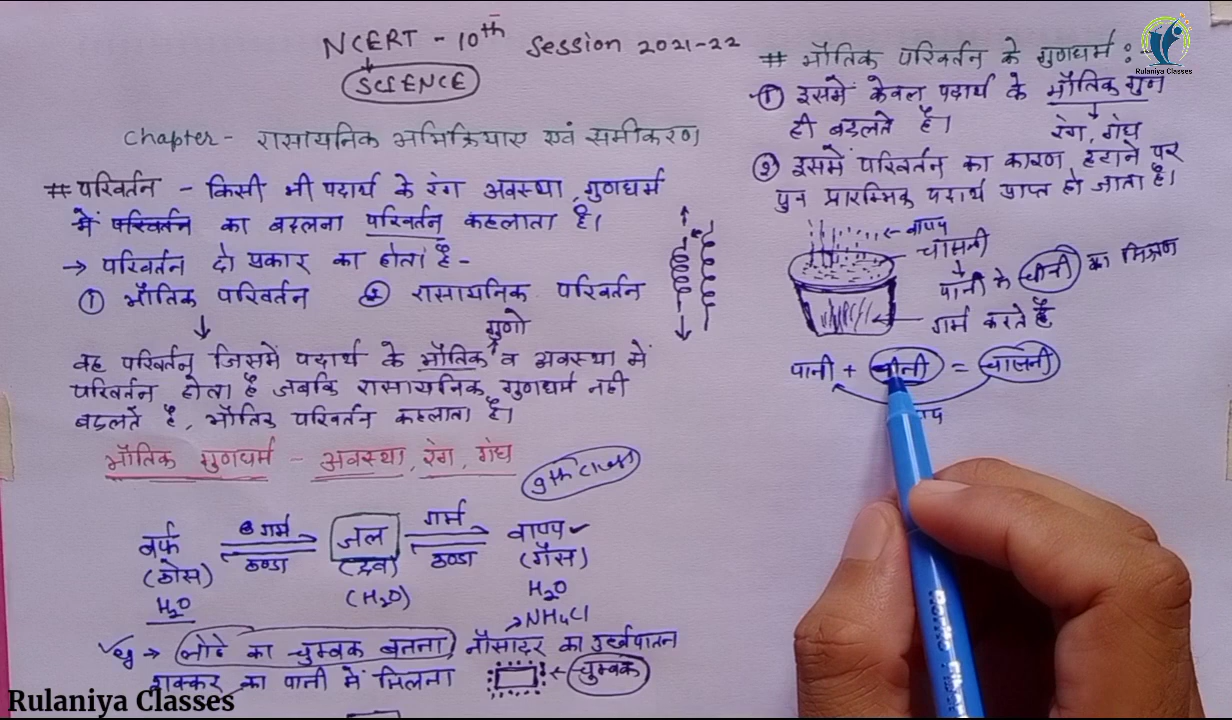 NCERT - 10th Session 2021-22
SCIENCE
Chapter - रासायनिक अभिक्रियाए एवं समीकरण
# परिवर्तन - किसी भी पदार्थ के रंग अवस्था, गुणधर्म
में परिवर्तन का बदलना परिवर्तन कहलाता है।
→ परिवर्तन दो प्रकार का होता है -
① भौतिक परिवर्तन ② रासायनिक परिवर्तन
गुणो
वह परिवर्तन जिसमें पदार्थ के भौतिक व अवस्था में
परिवर्तन होता है जबकि रासायनिक गुणधर्म नही
बदलते है, भौतिक परिवर्तन कहलाता है।
भौतिक गुणधर्म - अवस्था, रंग, गंध
9th Class
बर्फ गर्म जल गर्म वाष्प
(ठोस) ठण्डा (द्रव) ठण्डा (गैस)
H₂O (H₂O) H₂O
→ NH₄Cl
→ लोहे का चुम्बक बनना, नौसादर का उर्ध्वपातन
शक्कर का पानी में मिलना ← चुम्बक
Rulaniya Classes
Rulaniya Classes
# भौतिक परिवर्तन के गुणधर्म :-
① इसमें केवल पदार्थ के भौतिक गुन
ही बदलते है। रंग, गंध
② इसमें परिवर्तन का कारण हटाने पर
पुन प्रारम्भिक पदार्थ प्राप्त हो जाता है।
वाष्प
चासनी
पानी के चीनी का मिश्रण
गर्म करते है
पानी + चीनी = चासनी